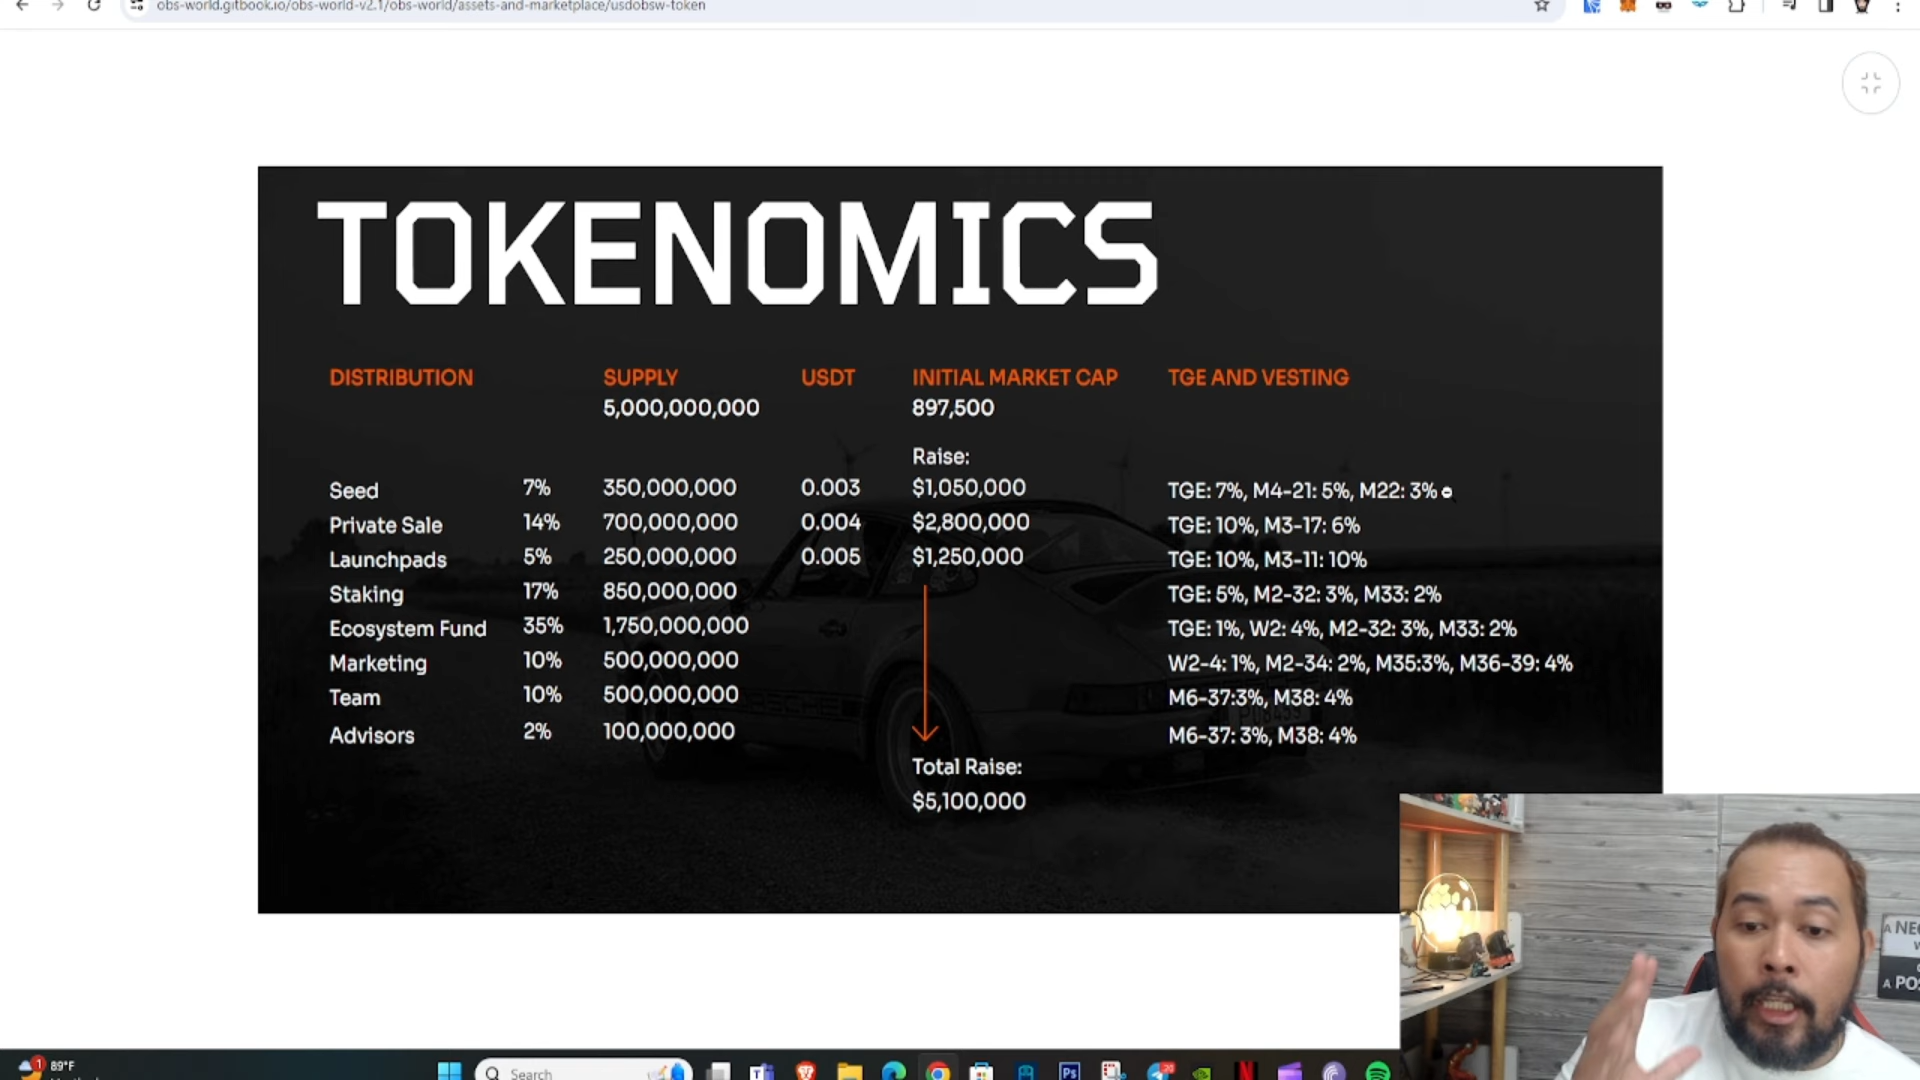 obs-world.gitbook.io/obs-world-v2.1/obs-world/assets-and-marketplace/usdobsw-token
TOKENOMICS
DISTRIBUTION SUPPLY USDT INITIAL MARKET CAP TGE AND VESTING
5,000,000,000 897,500
Raise:
Seed 7% 350,000,000 0.003 $1,050,000 TGE: 7%, M4-21: 5%, M22: 3%
Private Sale 14% 700,000,000 0.004 $2,800,000 TGE: 10%, M3-17: 6%
Launchpads 5% 250,000,000 0.005 $1,250,000 TGE: 10%, M3-11: 10%
Staking 17% 850,000,000 TGE: 5%, M2-32: 3%, M33: 2%
Ecosystem Fund 35% 1,750,000,000 TGE: 1%, W2: 4%, M2-32: 3%, M33: 2%
Marketing 10% 500,000,000 W2-4: 1%, M2-34: 2%, M35:3%, M36-39: 4%
Team 10% 500,000,000 M6-37:3%, M38: 4%
Advisors 2% 100,000,000 M6-37: 3%, M38: 4%
Total Raise:
$5,100,000
A NEG
A POS
1
89°F
Search
Ps